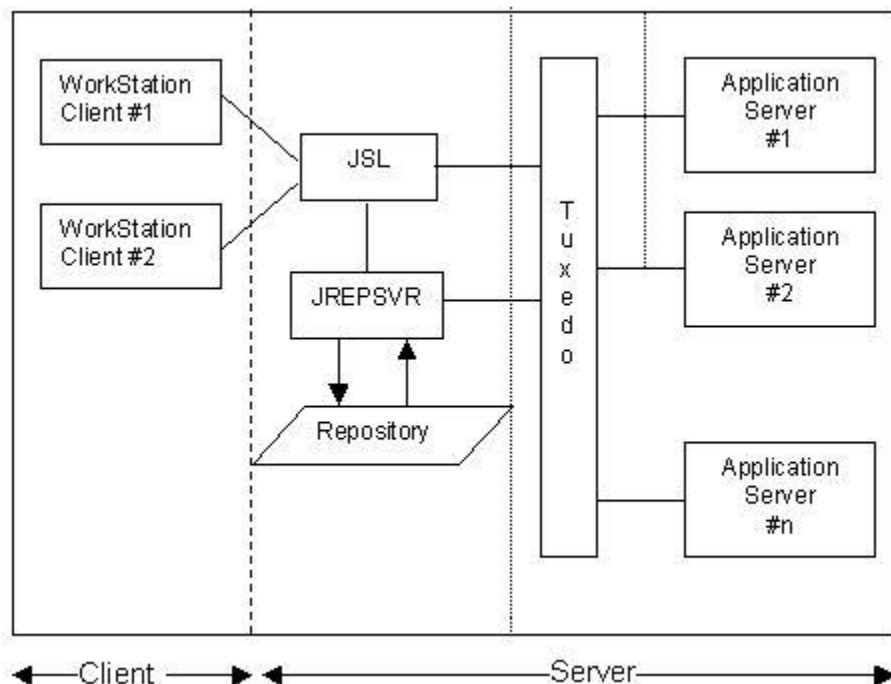 WorkStation
Client #1
WorkStation
Client #2
JSL
JREPSVR
Repository
T
u
x
e
d
o
Application
Server
#1
Application
Server
#2
Application
Server
#n
Client
Server